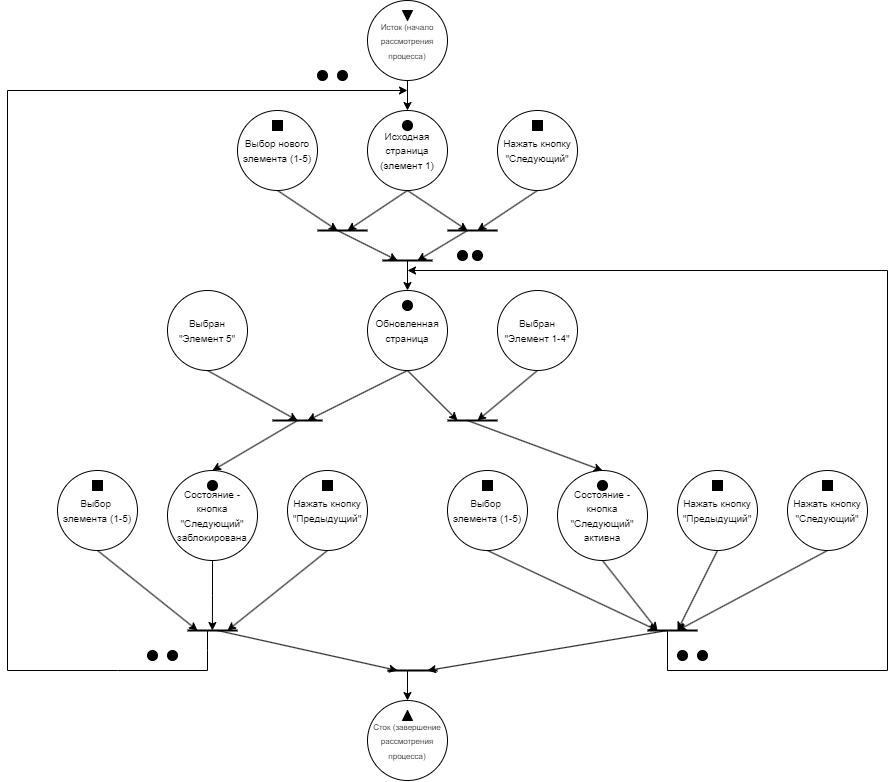 Исток (начало
рассмотрения
процесса)
Выбор нового
элемента (1-5)
Исходная
страница
(элемент 1)
Нажать кнопку
"Следующий"
Выбран
"Элемент 5"
Обновленная
страница
Выбран
"Элемент 1-4"
Выбор
элемента (1-5)
Состояние -
кнопка
"Следующий"
заблокирована
Нажать кнопку
"Предыдущий"
Выбор
элемента (1-5)
Состояние -
кнопка
"Следующий"
активна
Нажать кнопку
"Предыдущий"
Нажать кнопку
"Следующий"
Сток (завершение
рассмотрения
процесса)